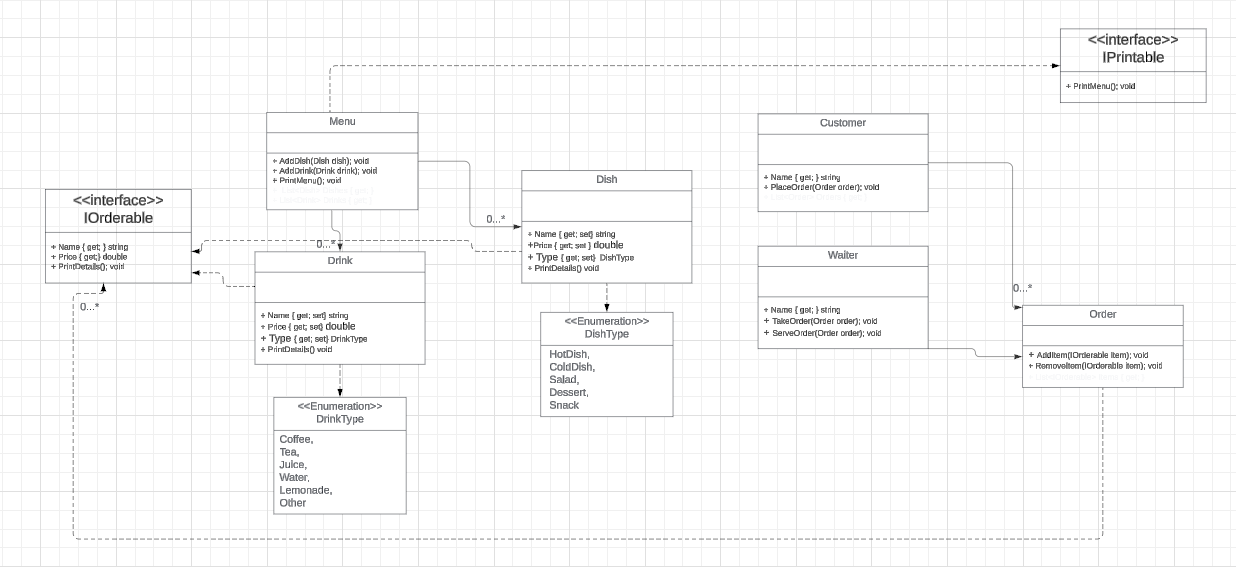 <<interface>>
IPrintable
+ PrintMenu(); void
Menu
+ AddDish(Dish dish); void
+ AddDrink(Drink drink); void
+ PrintMenu(); void
Customer
+ Name { get; } string
+ PlaceOrder(Order order); void
<<interface>>
IOrderable
+ Name { get; } string
+ Price { get;} double
+ PrintDetails(); void
0...*
Dish
+ Name { get; set} string
+Price { get; set } double
+ Type { get; set} DishType
+ PrintDetails() void
0...*
0...*
Drink
+ Name { get; set} string
+ Price { get; set} double
+ Type { get; set} DrinkType
+ PrintDetails() void
Waiter
+ Name { get; } string
+ TakeOrder(Order order); void
+ ServeOrder(Order order); void
0...*
Order
+ AddItem(IOrderable item); void
+ RemoveItem(IOrderable item); void
<<Enumeration>>
DishType
HotDish,
ColdDish,
Salad,
Dessert,
Snack
<<Enumeration>>
DrinkType
Coffee,
Tea,
Juice,
Water,
Lemonade,
Other